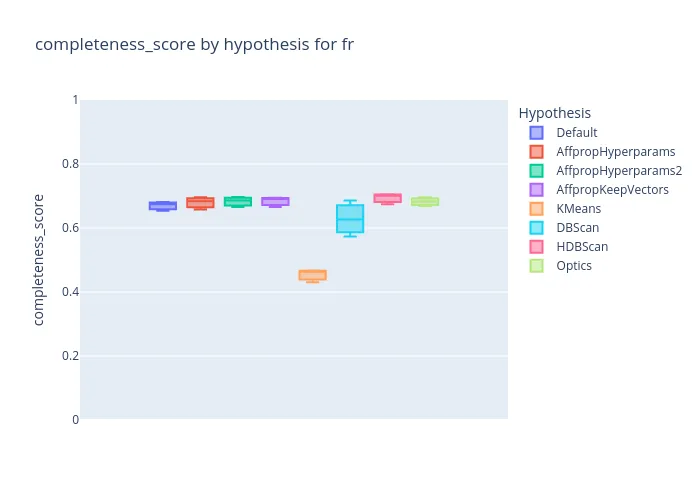 completeness_score by hypothesis for fr
completeness_score
1
0.8
0.6
0.4
0.2
0
Hypothesis
Default
AffpropHyperparams
AffpropHyperparams2
AffpropKeepVectors
KMeans
DBScan
HDBScan
Optics